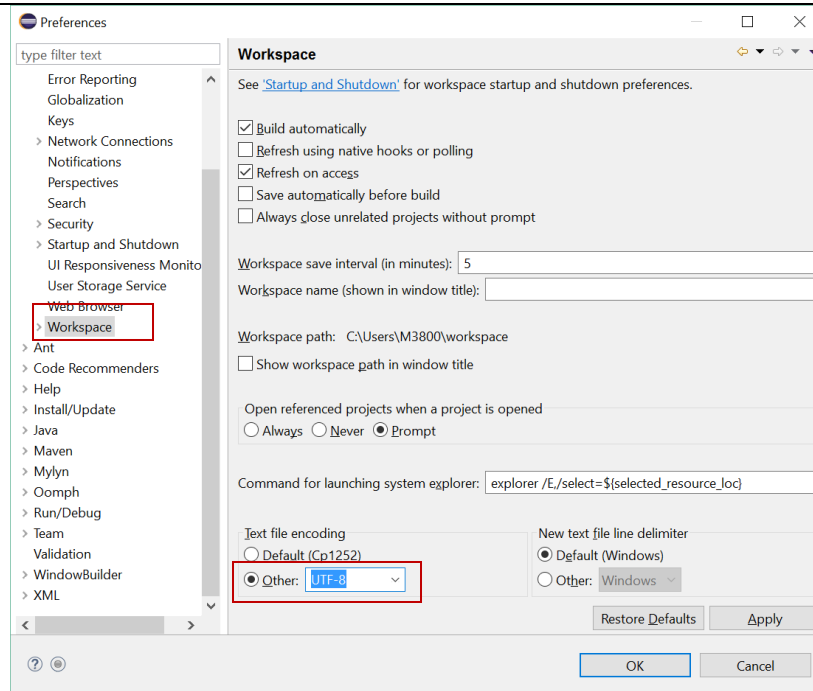 Preferences
type filter text
Error Reporting
Globalization
Keys
Network Connections
Notifications
Perspectives
Search
Security
Startup and Shutdown
UI Responsiveness Monito
User Storage Service
Web Browser
Workspace
Ant
Code Recommenders
Help
Install/Update
Java
Maven
Mylyn
Oomph
Run/Debug
Team
Validation
WindowBuilder
XML
Workspace
See 'Startup and Shutdown' for workspace startup and shutdown preferences.
Build automatically
Refresh using native hooks or polling
Refresh on access
Save automatically before build
Always close unrelated projects without prompt
Workspace save interval (in minutes): 5
Workspace name (shown in window title):
Workspace path: C:\Users\M3800\workspace
Show workspace path in window title
Open referenced projects when a project is opened
Always Never Prompt
Command for launching system explorer: explorer /E,/select=${selected_resource_loc}
Text file encoding
Default (Cp1252)
Other: UTF-8
New text file line delimiter
Default (Windows)
Other: Windows
Restore Defaults Apply
? OK Cancel